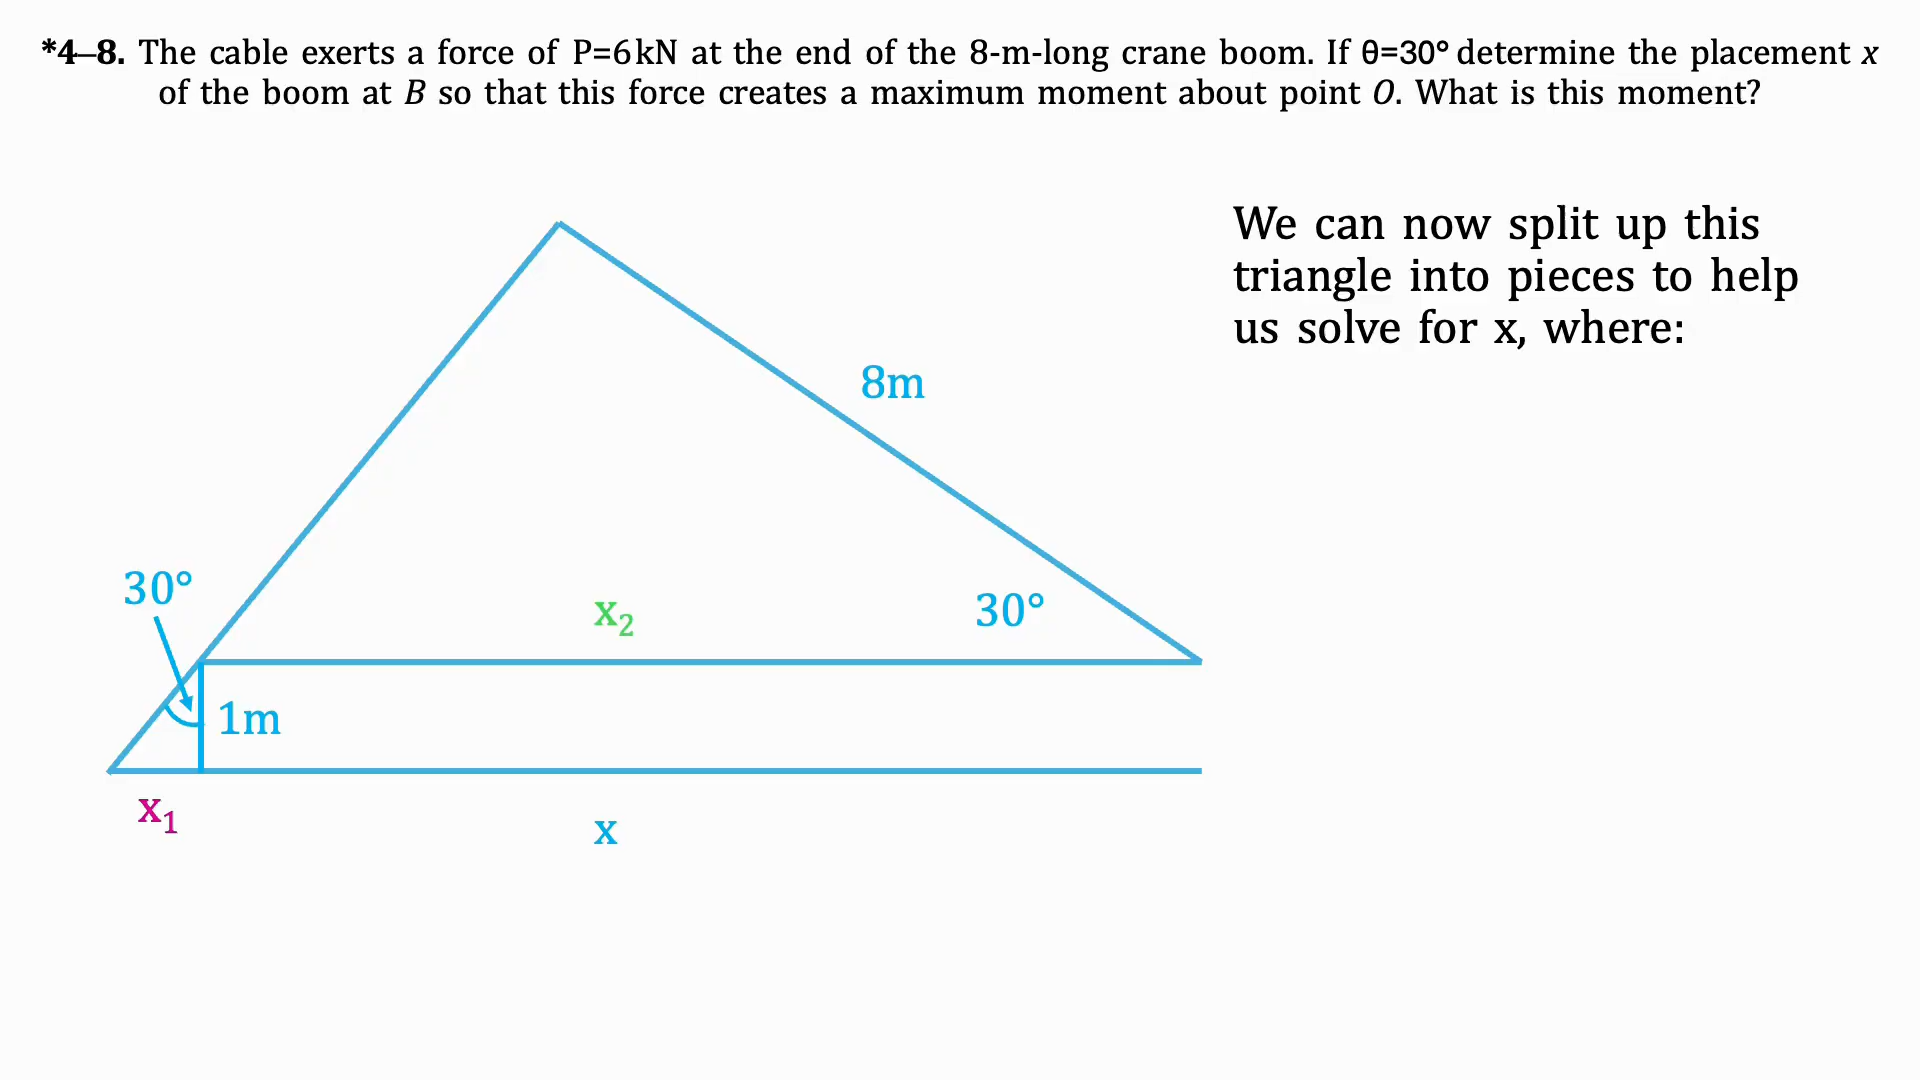 *4–8. The cable exerts a force of P=6kN at the end of the 8-m-long crane boom. If θ=30° determine the placement x
of the boom at B so that this force creates a maximum moment about point O. What is this moment?
We can now split up this
triangle into pieces to help
us solve for x, where:
8m
30°
x₂
30°
1m
x₁
x